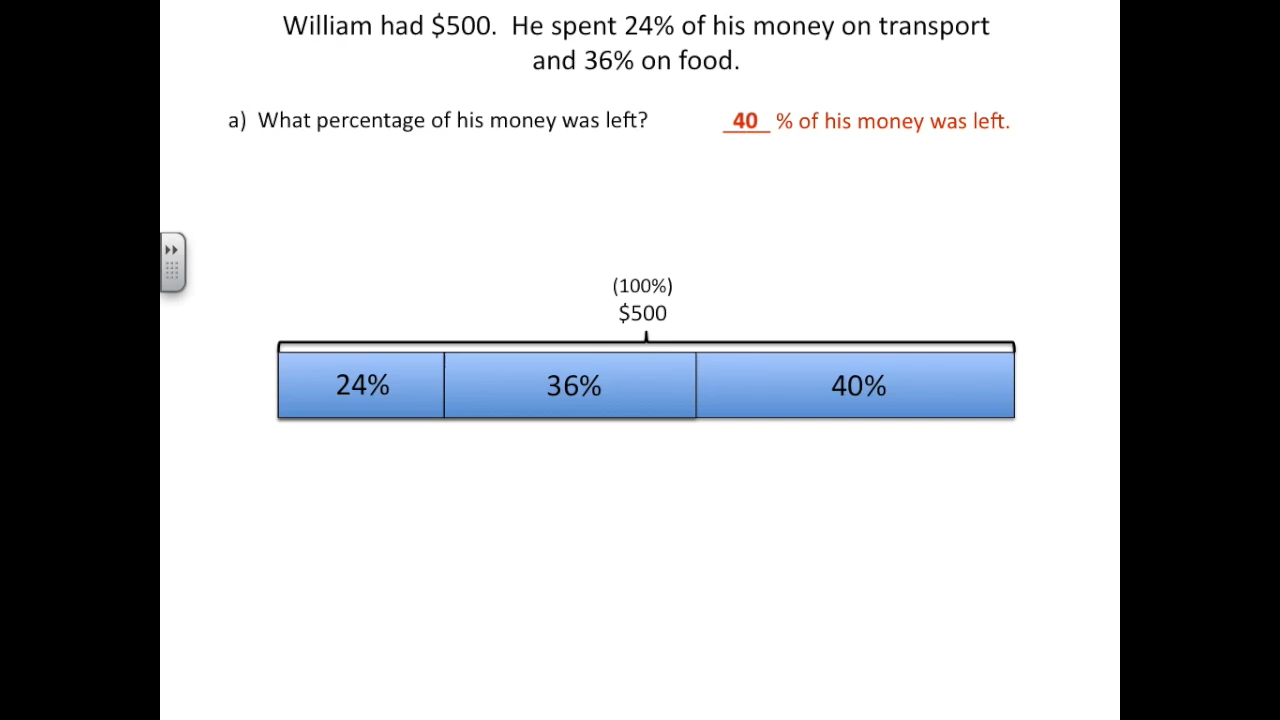 William had $500.  He spent 24% of his money on transport
and 36% on food.
a)  What percentage of his money was left?
40 % of his money was left.
(100%)
$500
24%
36%
40%